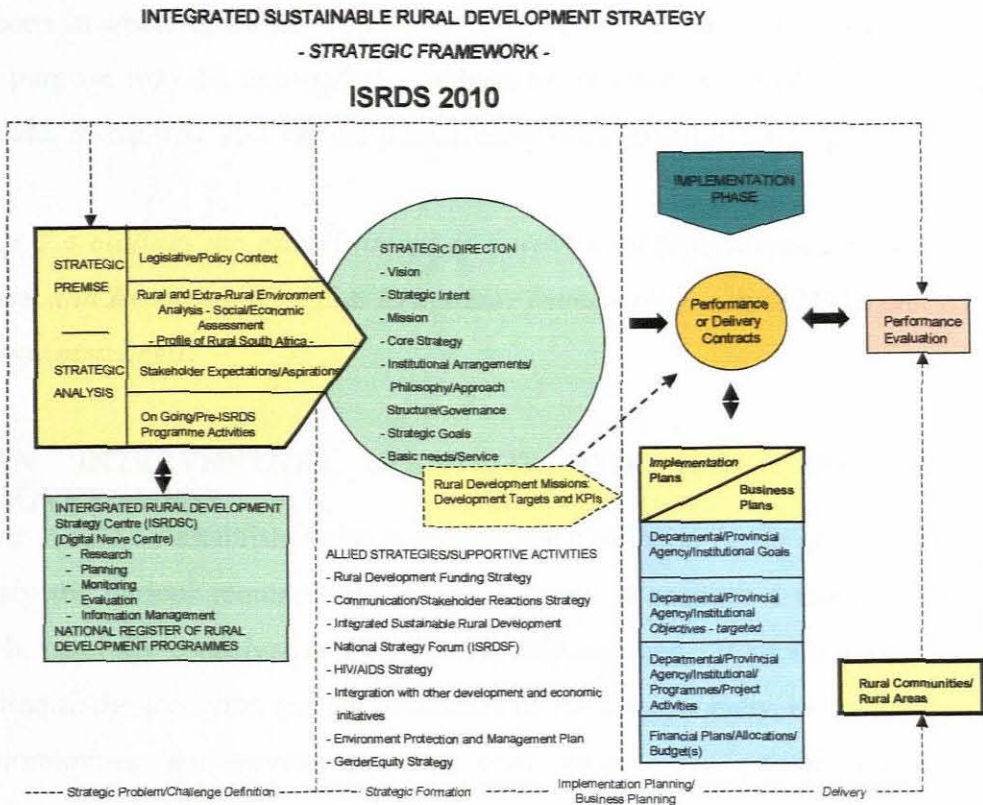 INTEGRATED SUSTAINABLE RURAL DEVELOPMENT STRATEGY
- STRATEGIC FRAMEWORK -
ISRDS 2010
STRATEGIC
PREMISE
STRATEGIC
ANALYSIS
Legislative/Policy Context
Rural and Extra-Rural Environment
Analysis - Social/Economic
Assessment
- Profile of Rural South Africa -
Stakeholder Expectations/Aspirations
On Going/Pre-ISRDS
Programme Activities
INTERGRATED RURAL DEVELOPMENT
Strategy Centre (ISRDSC)
(Digital Nerve Centre)
- Research
- Planning
- Monitoring
- Evaluation
- Information Management
NATIONAL REGISTER OF RURAL
DEVELOPMENT PROGRAMMES
STRATEGIC DIRECTON
- Vision
- Strategic Intent
- Mission
- Core Strategy
- Institutional Arrangements/
Philosophy/Approach
Structure/Governance
- Strategic Goals
- Basic needs/Service
Rural Development Missions:
Development Targets and KPIs
ALLIED STRATEGIES/SUPPORTIVE ACTIVITIES
- Rural Development Funding Strategy
- Communication/Stakeholder Reactions Strategy
- Integrated Sustainable Rural Development
- National Strategy Forum (ISRDSF)
- HIV/AIDS Strategy
- Intergration with other development and economic
initiatives
- Environment Protection and Management Plan
- GerderEquity Strategy
IMPLEMENTATION
PHASE
Performance
or Delivery
Contracts
Performance
Evaluation
Implementation
Plans
Business
Plans
Departmental/Provincial
Agency/Institutional Goals
Departmental/Provincial
Agency/Institutional
Objectives - targeted
Departmental/Provincial
Agency/Institutional/
Programmes/Project
Activities
Financial Plans/Allocations/
Budget(s)
Rural Communities/
Rural Areas
Strategic Problem/Challenge Definition
Strategic Formation
Implementation Planning/
Business Planning
Delivery